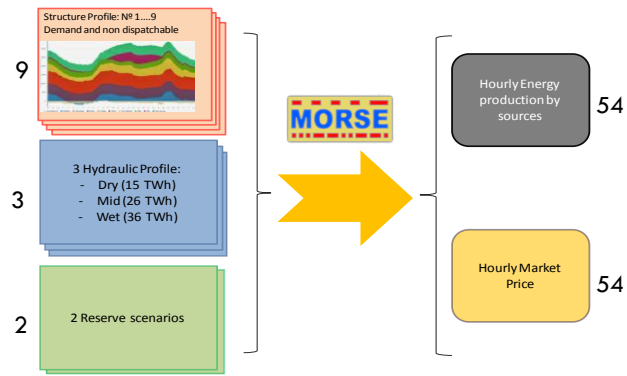 Structure Profile: Nº 1....9
Demand and non dispatchable
9
3 Hydraulic Profile:
- Dry (15 TWh)
- Mid (26 TWh)
- Wet (36 TWh)
3
2 Reserve scenarios
2
MORSE
Hourly Energy
production by
sources
54
Hourly Market
Price
54